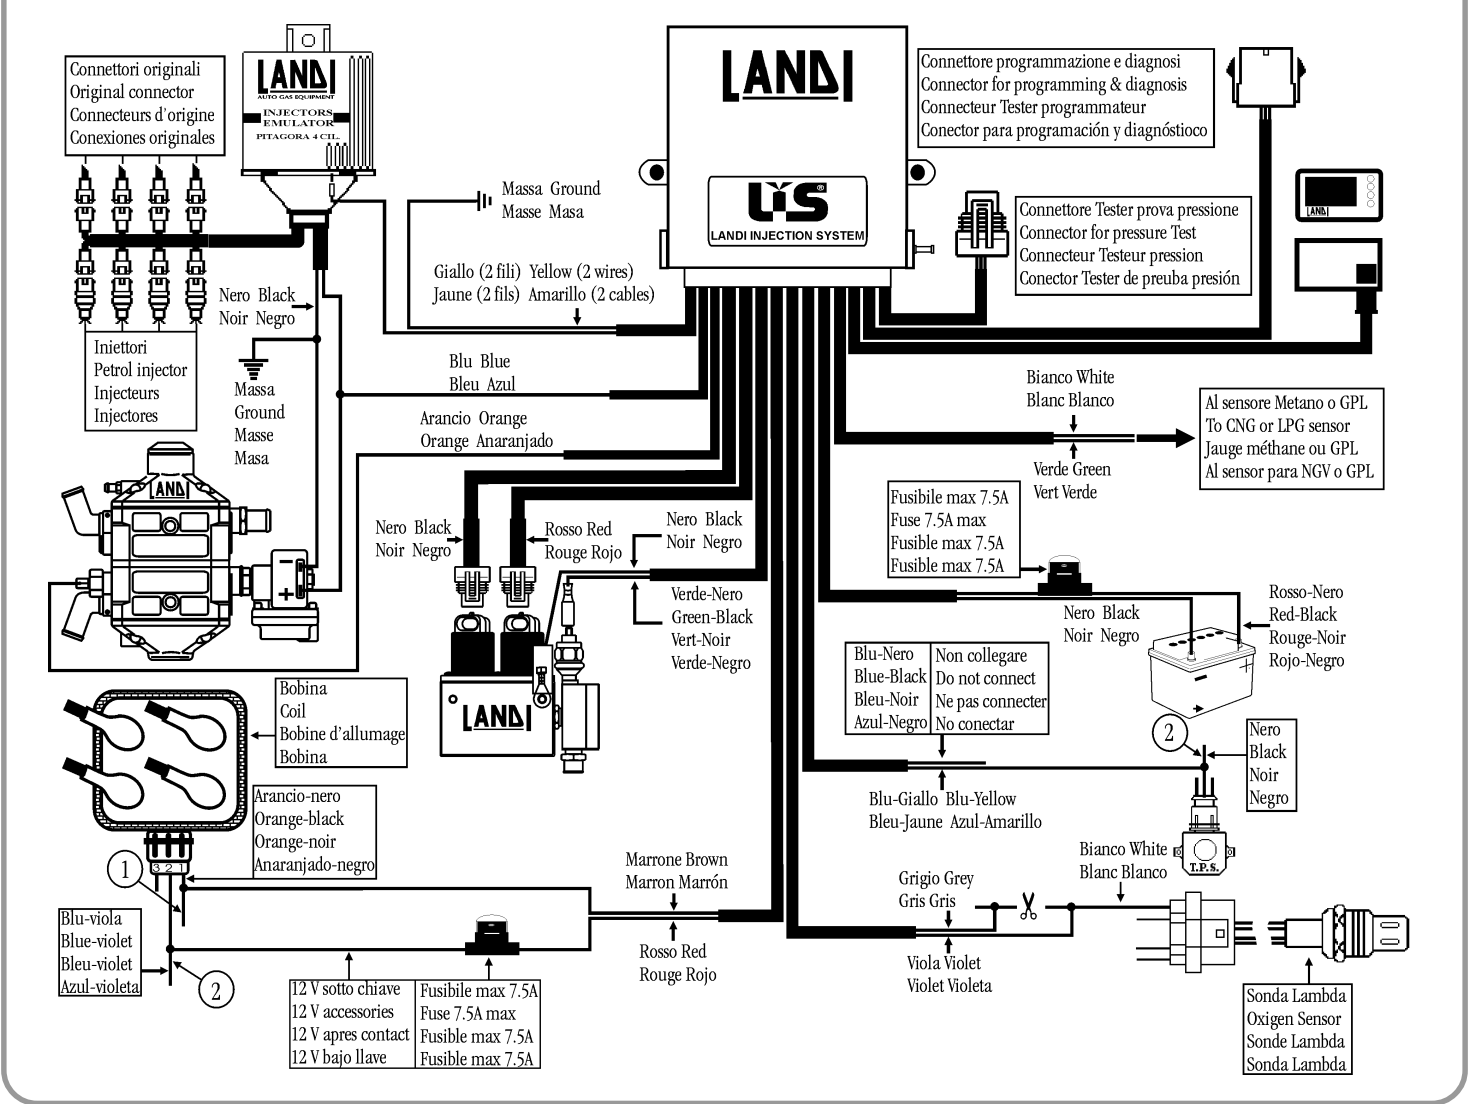 Connettori originali
Original connector
Connecteurs d'origine
Conexiones originales
LANDI
AUTO GAS EQUIPMENT
INJECTORS
EMULATOR
PITAGORA 4 CIL.
LANDI
LIS®
LANDI INJECTION SYSTEM
Connettore programmazione e diagnosi
Connector for programming & diagnosis
Connecteur Tester programmateur
Conector para programación y diagnóstioco
Massa Ground
Masse Masa
Connettore Tester prova pressione
Connector for pressure Test
Connecteur Testeur pression
Conector Tester de preuba presión
LANDI
Giallo (2 fili) Yellow (2 wires)
Jaune (2 fils) Amarillo (2 cables)
Nero Black
Noir Negro
Iniettori
Petrol injector
Injecteurs
Injectores
Massa
Ground
Masse
Masa
Blu Blue
Bleu Azul
Arancio Orange
Orange Anaranjado
Bianco White
Blanc Blanco
Verde Green
Vert Verde
Al sensore Metano o GPL
To CNG or LPG sensor
Jauge méthane ou GPL
Al sensor para NGV o GPL
LANDI
- +
Nero Black
Noir Negro
Rosso Red
Rouge Rojo
Nero Black
Noir Negro
Verde-Nero
Green-Black
Vert-Noir
Verde-Negro
LANDI
Fusibile max 7.5A
Fuse 7.5A max
Fusibile max 7.5A
Fusible max 7.5A
Nero Black
Noir Negro
Rosso-Nero
Red-Black
Rouge-Noir
Rojo-Negro
- +
Blu-Nero
Blue-Black
Bleu-Noir
Azul-Negro
Non collegare
Do not connect
Ne pas connecter
No conectar
Blu-Giallo Blu-Yellow
Bleu-Jaune Azul-Amarillo
2
Nero
Black
Noir
Negro
T.P.S.
Bobina
Coil
Bobine d'allumage
Bobina
Arancio-nero
Orange-black
Orange-noir
Anaranjado-negro
3 2 1
1
Blu-viola
Blue-violet
Bleu-violet
Azul-violeta
2
12 V sotto chiave
12 V accessories
12 V apres contact
12 V bajo llave
Fusibile max 7.5A
Fuse 7.5A max
Fusible max 7.5A
Fusible max 7.5A
Marrone Brown
Marron Marrón
Rosso Red
Rouge Rojo
Grigio Grey
Gris Gris
Viola Violet
Violet Violeta
Bianco White
Blanc Blanco
Sonda Lambda
Oxigen Sensor
Sonde Lambda
Sonda Lambda